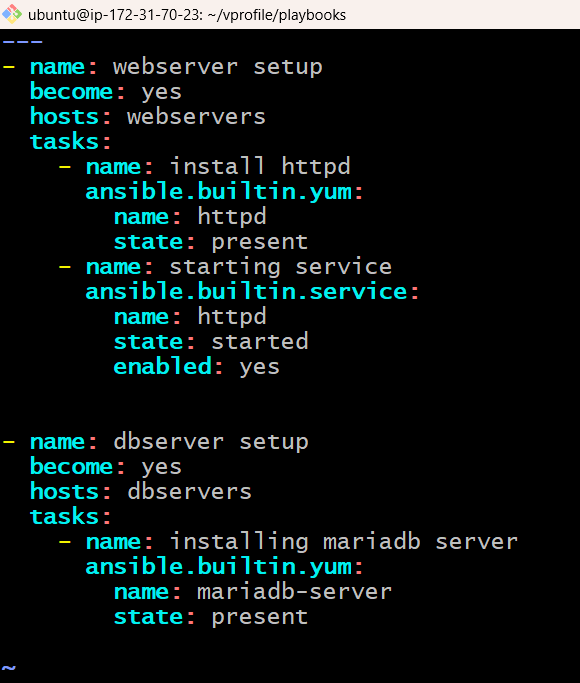 ubuntu@ip-172-31-70-23: ~/vprofile/playbooks
---
- name: webserver setup
  become: yes
  hosts: webservers
  tasks:
    - name: install httpd
      ansible.builtin.yum:
        name: httpd
        state: present
    - name: starting service
      ansible.builtin.service:
        name: httpd
        state: started
        enabled: yes
- name: dbserver setup
  become: yes
  hosts: dbservers
  tasks:
    - name: installing mariadb server
      ansible.builtin.yum:
        name: mariadb-server
        state: present
~